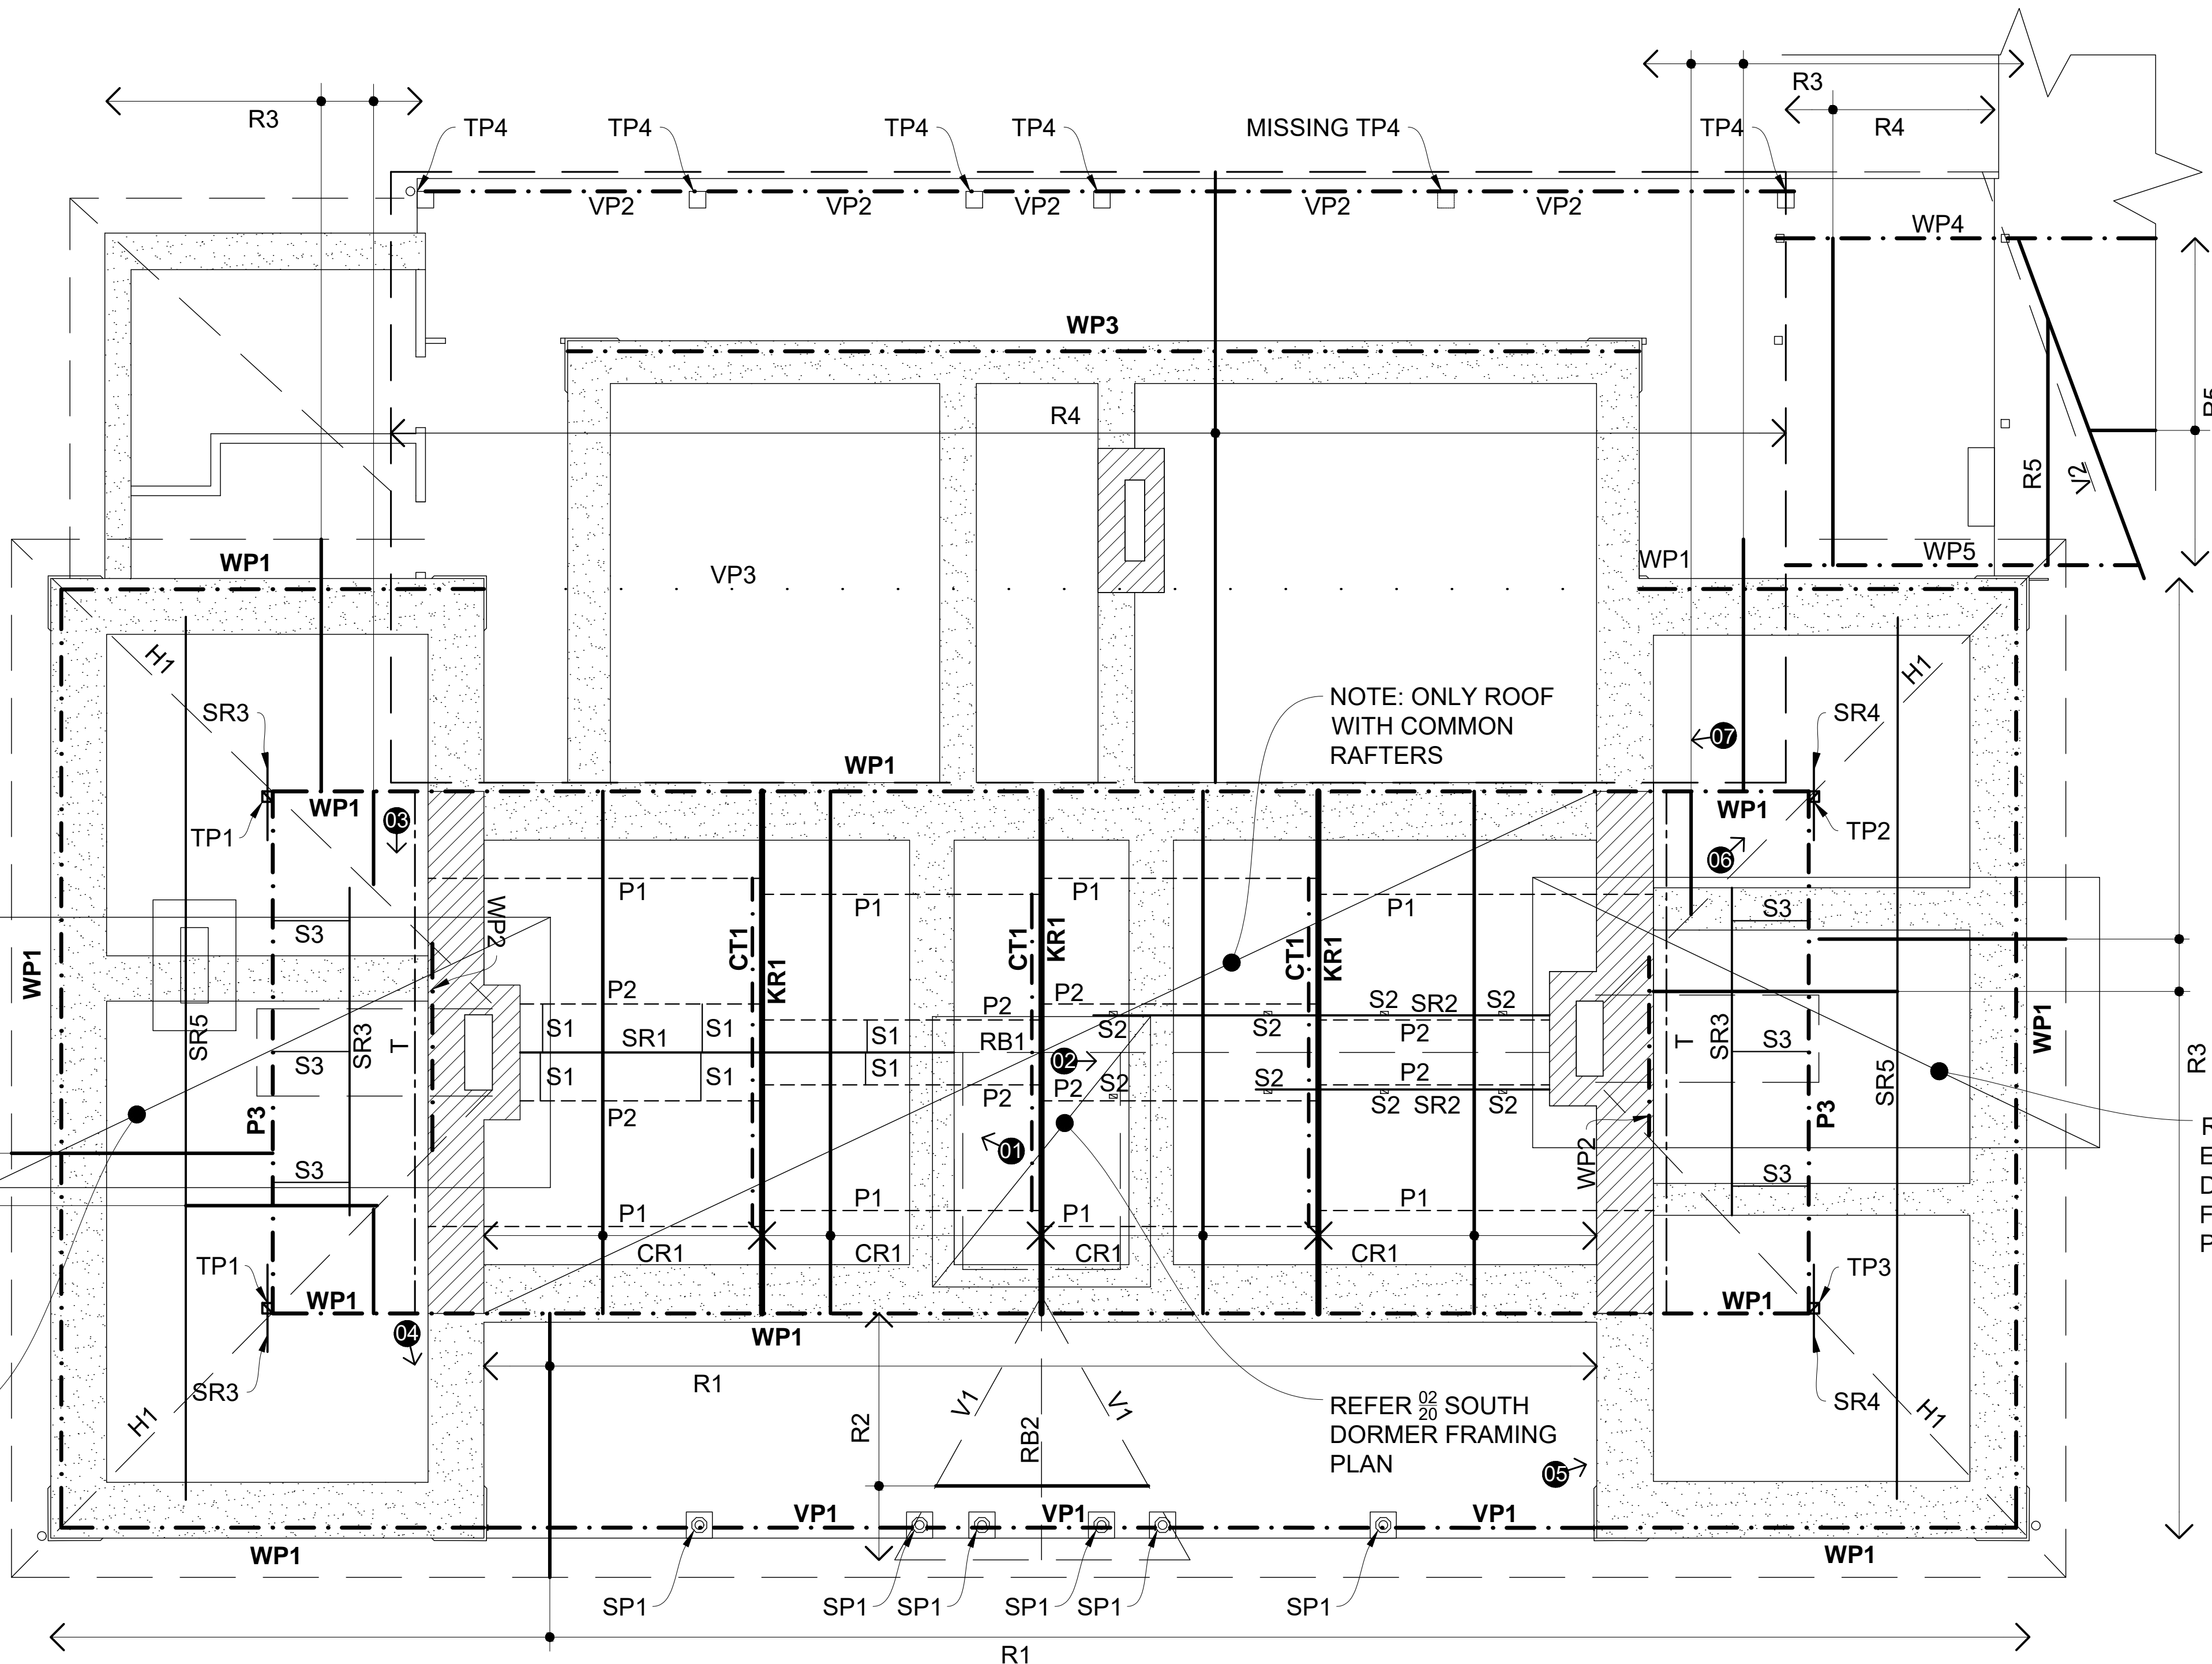 R3
R3
R4
TP4
TP4
TP4
TP4
MISSING TP4
TP4
VP2
VP2
VP2
VP2
VP2
WP4
WP3
R4
R5
R5
V2
WP5
WP1
WP1
VP3
H1
H1
SR3
SR4
NOTE: ONLY ROOF
WITH COMMON
RAFTERS
07
WP1
WP1
WP1
TP1
TP2
03
06
P1
P1
P1
P1
WP2
CT1
KR1
CT1
KR1
CT1
KR1
S3
S3
WP1
WP1
P2
P2
P2
S2
SR2
S2
S1
SR1
S1
S1
RB1
S2
S2
P2
SR5
SR3
T
S3
S3
T
SR3
SR5
R3
02
S1
S1
S1
P2
P2
P2
S2
S2
P2
S2
SR2
S2
P3
P3
01
WP2
S3
S3
P1
P1
P1
P1
CR1
CR1
CR1
CR1
TP1
TP3
WP1
WP1
WP1
04
SR3
SR4
H1
H1
R1
R2
V1
V1
RB2
REFER 02/20 SOUTH
DORMER FRAMING
PLAN
05
VP1
VP1
VP1
WP1
WP1
SP1
SP1
SP1
SP1
SP1
SP1
R1
R
E
D
F
P